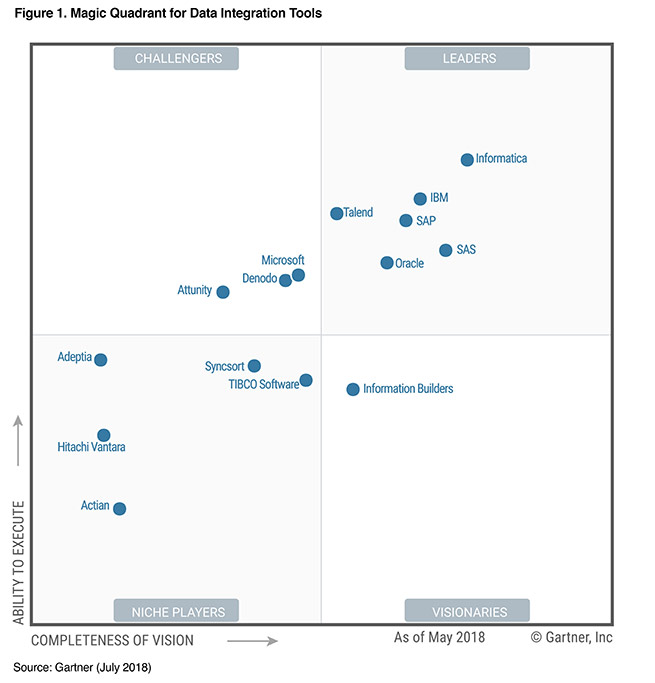 Figure 1. Magic Quadrant for Data Integration Tools
CHALLENGERS
LEADERS
Informatica
IBM
Talend
SAP
SAS
Oracle
Microsoft
Denodo
Attunity
Adeptia
Syncsort
TIBCO Software
Information Builders
Hitachi Vantara
Actian
ABILITY TO EXECUTE
NICHE PLAYERS
VISIONARIES
COMPLETENESS OF VISION
As of May 2018
© Gartner, Inc
Source: Gartner (July 2018)